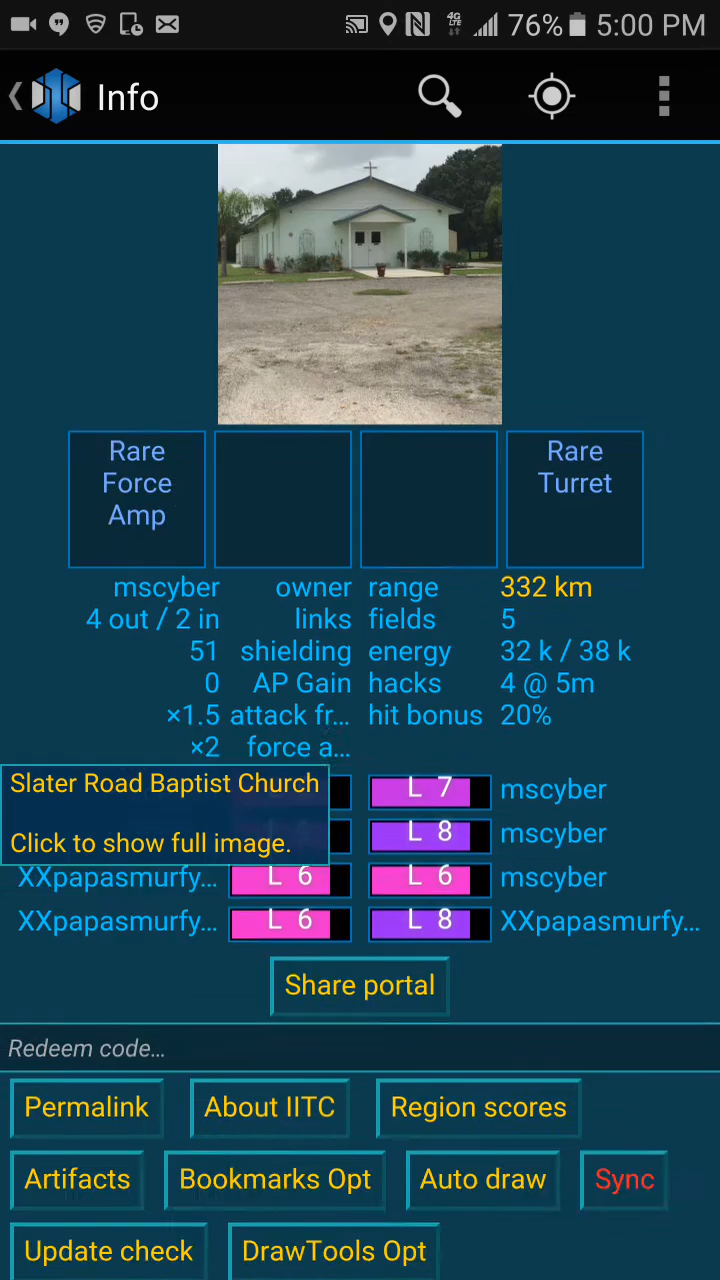 4G LTE 76% 5:00 PM
Info
Rare Force Amp
Rare Turret
mscyber owner range 332 km
4 out / 2 in links fields 5
51 shielding energy 32 k / 38 k
0 AP Gain hacks 4 @ 5m
×1.5 attack fr... hit bonus 20%
×2 force a...
Slater Road Baptist Church
Click to show full image.
L 7 mscyber
L 8 mscyber
XXpapasmurfy... L 6 L 6 mscyber
XXpapasmurfy... L 6 L 8 XXpapasmurfy...
Share portal
Redeem code...
Permalink About IITC Region scores
Artifacts Bookmarks Opt Auto draw Sync
Update check DrawTools Opt